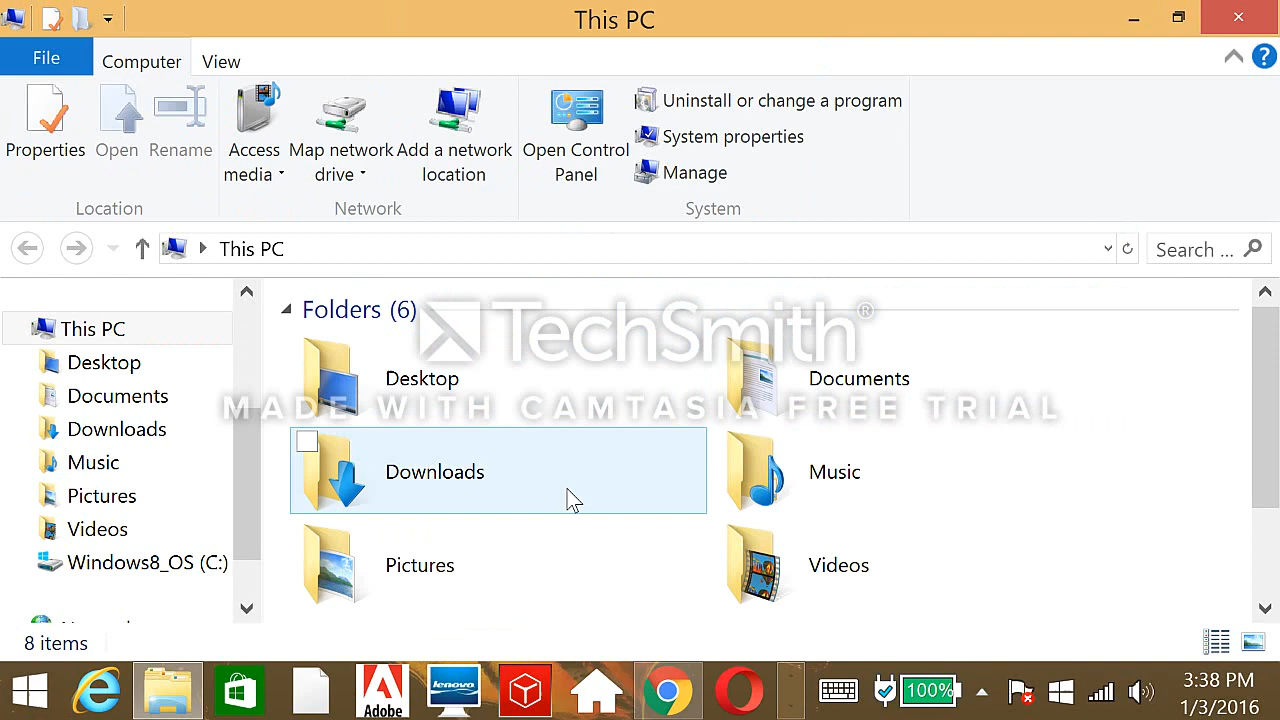 This PC
File
Computer
View
Properties
Open
Rename
Access media
Map network drive
Add a network location
Open Control Panel
Uninstall or change a program
System properties
Manage
Location
Network
System
This PC
Search ...
This PC
Desktop
Documents
Downloads
Music
Pictures
Videos
Windows8_OS (C:)
Folders (6)
TechSmith®
MADE WITH CAMTASIA FREE TRIAL
Desktop
Documents
Downloads
Music
Pictures
Videos
8 items
Adobe
lenovo
100%
3:38 PM
1/3/2016